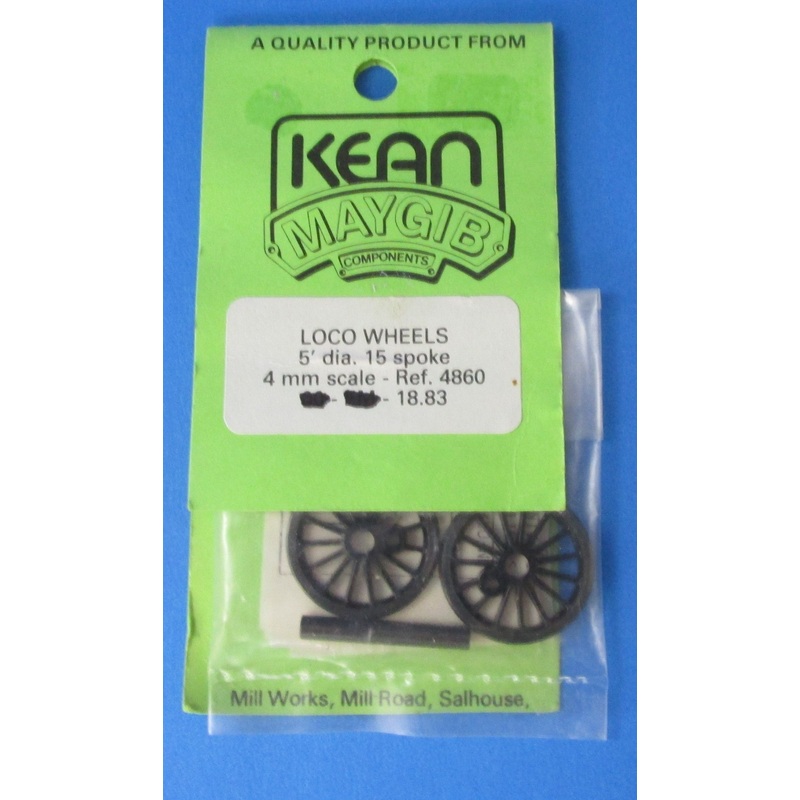 A QUALITY PRODUCT FROM
KEAN
MAYGIB
COMPONENTS
LOCO WHEELS
5' dia. 15 spoke
4 mm scale - Ref. 4860
- - 18.83
Mill Works, Mill Road, Salhouse,